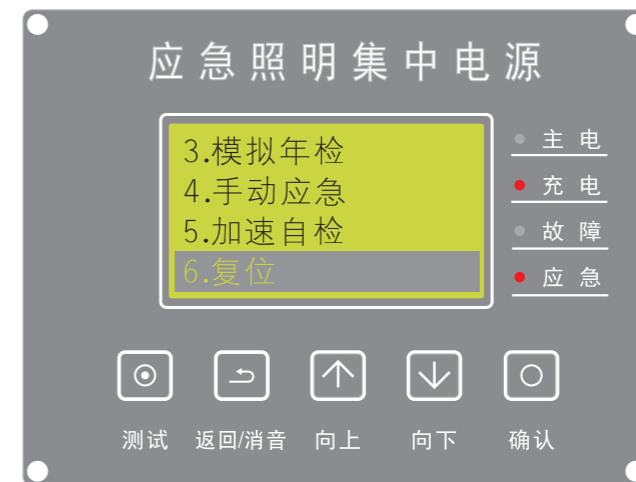 应急照明集中电源
3.模拟年检
4.手动应急
5.加速自检
6.复位
主电
充电
故障
应急
测试 返回/消音 向上 向下 确认